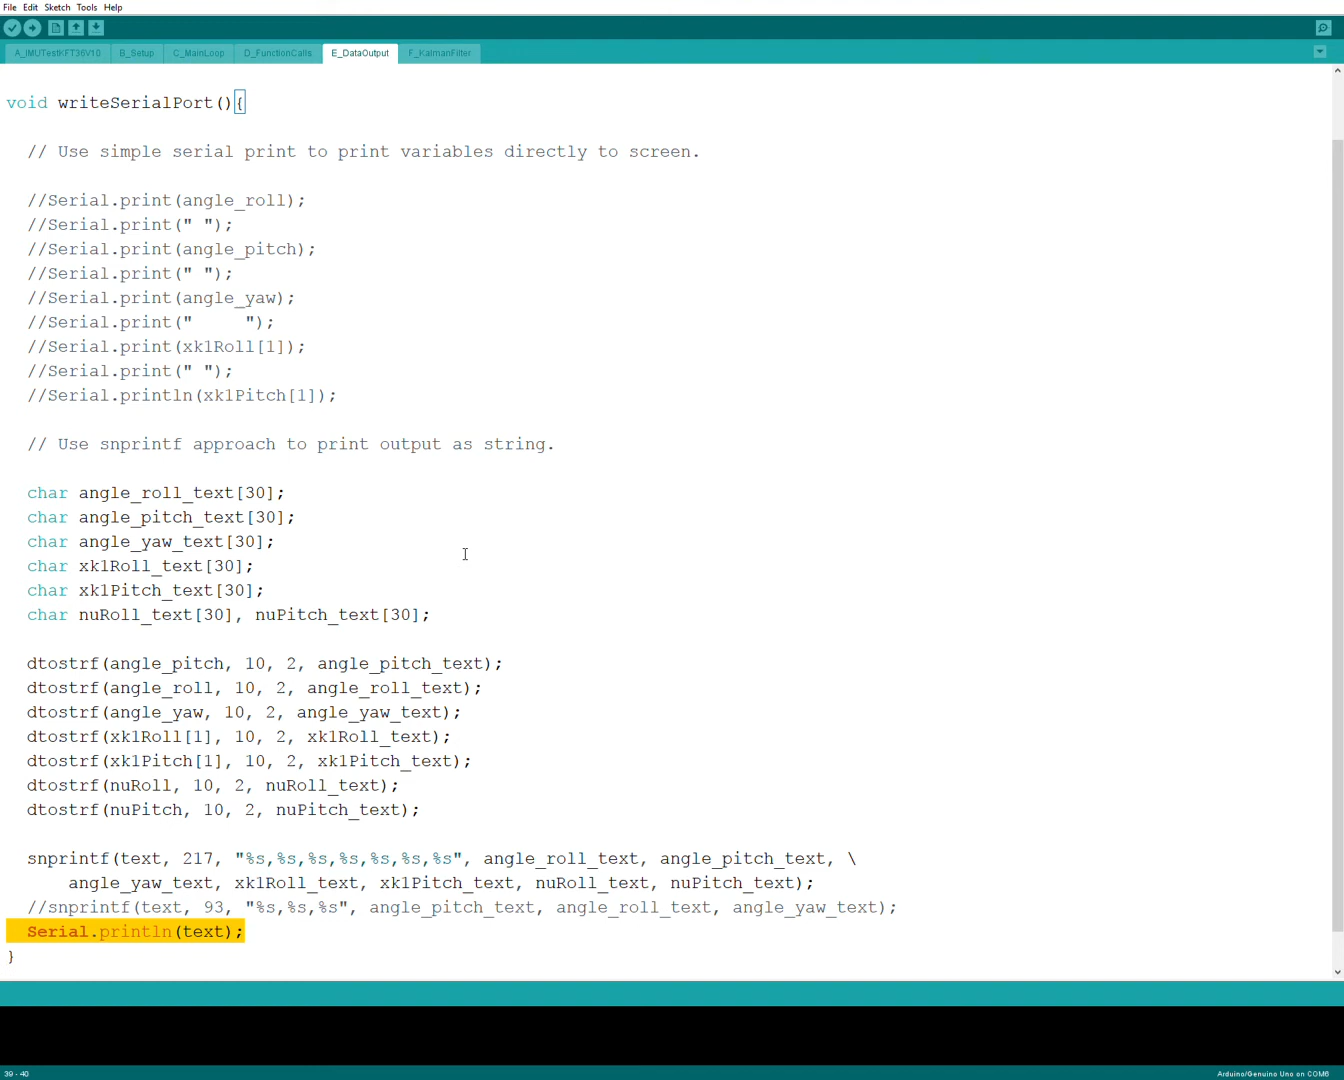 File Edit Sketch Tools Help
A_IMUTestKFT36V10 B_Setup C_MainLoop D_FunctionCalls E_DataOutput F_KalmanFilter
void writeSerialPort(){
// Use simple serial print to print variables directly to screen.
//Serial.print(angle_roll);
//Serial.print(" ");
//Serial.print(angle_pitch);
//Serial.print(" ");
//Serial.print(angle_yaw);
//Serial.print("     ");
//Serial.print(xk1Roll[1]);
//Serial.print(" ");
//Serial.println(xk1Pitch[1]);
// Use snprintf approach to print output as string.
char angle_roll_text[30];
char angle_pitch_text[30];
char angle_yaw_text[30];
char xk1Roll_text[30];
char xk1Pitch_text[30];
char nuRoll_text[30], nuPitch_text[30];
dtostrf(angle_pitch, 10, 2, angle_pitch_text);
dtostrf(angle_roll, 10, 2, angle_roll_text);
dtostrf(angle_yaw, 10, 2, angle_yaw_text);
dtostrf(xk1Roll[1], 10, 2, xk1Roll_text);
dtostrf(xk1Pitch[1], 10, 2, xk1Pitch_text);
dtostrf(nuRoll, 10, 2, nuRoll_text);
dtostrf(nuPitch, 10, 2, nuPitch_text);
snprintf(text, 217, "%s,%s,%s,%s,%s,%s,%s", angle_roll_text, angle_pitch_text, \
angle_yaw_text, xk1Roll_text, xk1Pitch_text, nuRoll_text, nuPitch_text);
//snprintf(text, 93, "%s,%s,%s", angle_pitch_text, angle_roll_text, angle_yaw_text);
Serial.println(text);
}
39 - 40 Arduino/Genuino Uno on COM6